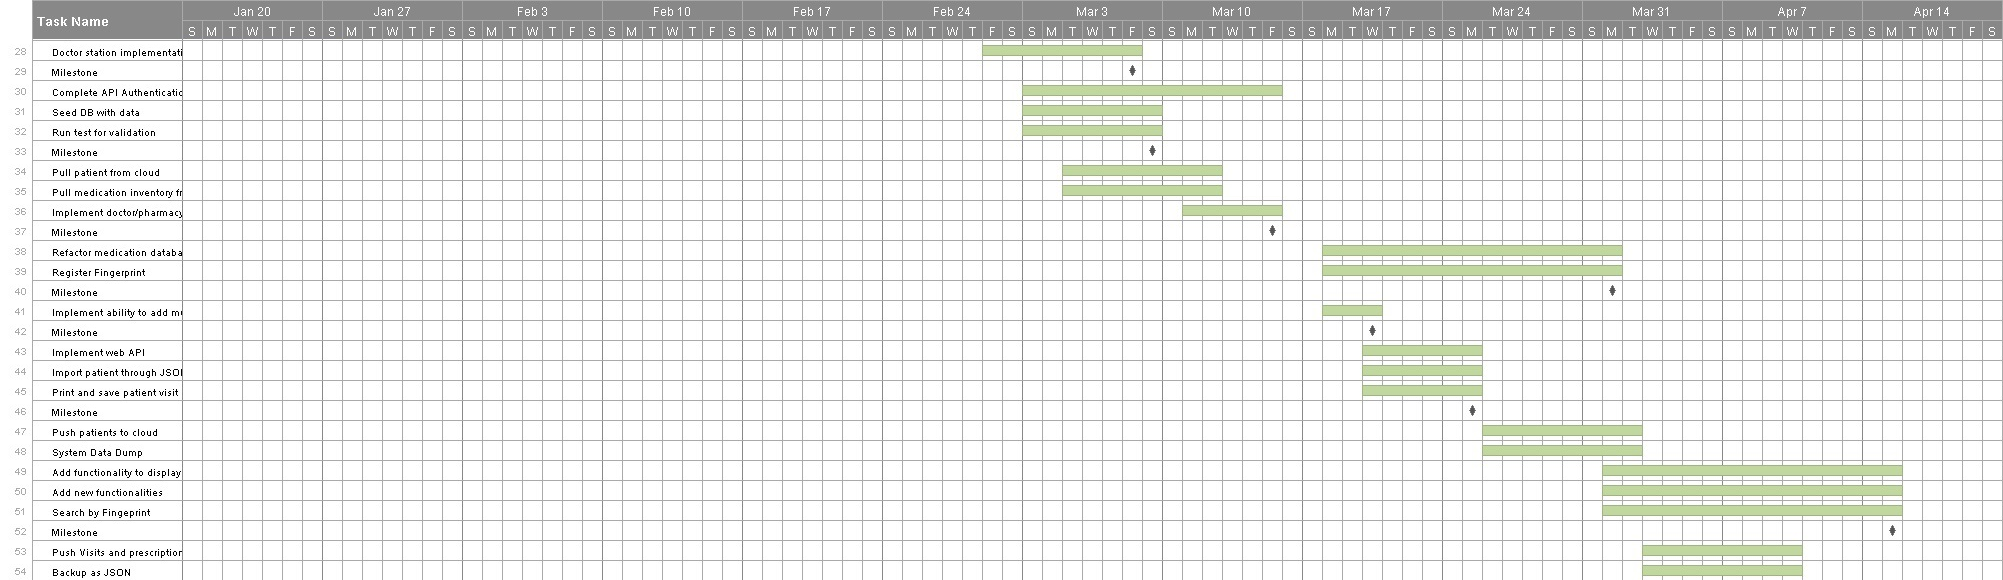 Task Name
Jan 20 Jan 27 Feb 3 Feb 10 Feb 17 Feb 24 Mar 3 Mar 10 Mar 17 Mar 24 Mar 31 Apr 7 Apr 14
S M T W T F S S M T W T F S S M T W T F S S M T W T F S S M T W T F S S M T W T F S S M T W T F S S M T W T F S S M T W T F S S M T W T F S S M T W T F S S M T W T F S S M T W T F S
28 Doctor station implementati
29 Milestone
30 Complete API Authenticatic
31 Seed DB with data
32 Run test for validation
33 Milestone
34 Pull patient from cloud
35 Pull medication inventory fr
36 Implement doctor/pharmacy
37 Milestone
38 Refactor medication databa
39 Register Fingerprint
40 Milestone
41 Implement ability to add m
42 Milestone
43 Implement web API
44 Import patient through JSO
45 Print and save patient visit
46 Milestone
47 Push patients to cloud
48 System Data Dump
49 Add functionality to display
50 Add new functionalities
51 Search by Fingeprint
52 Milestone
53 Push Visits and prescription
54 Backup as JSON